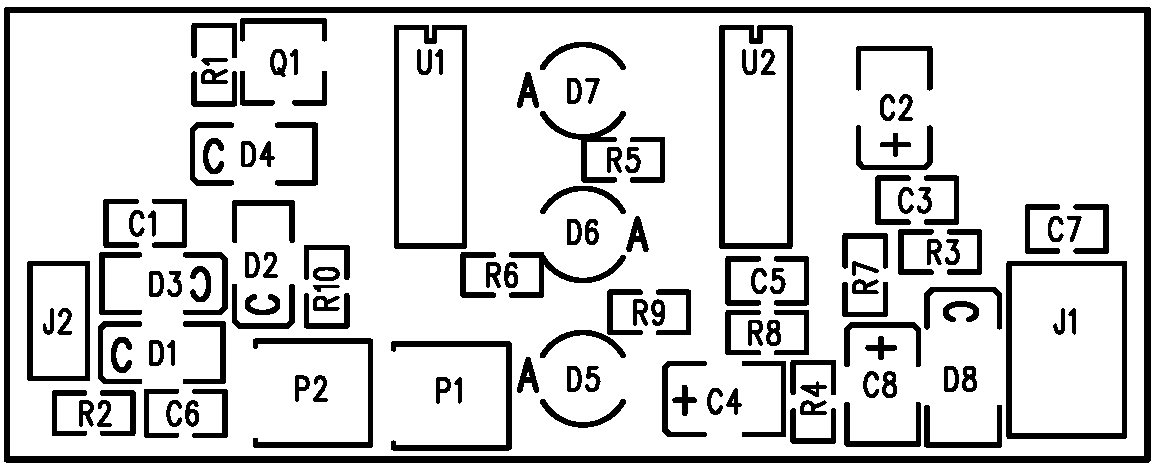 R1
Q1
U1
A
D7
U2
C2
+
C
D4
R5
C1
C3
D2
C
D6
A
R3
C7
D3
C
R10
R6
C5
R7
J2
R9
R8
C
J1
C
D1
P2
P1
A
D5
+
C4
R4
+
C8
D8
R2
C6